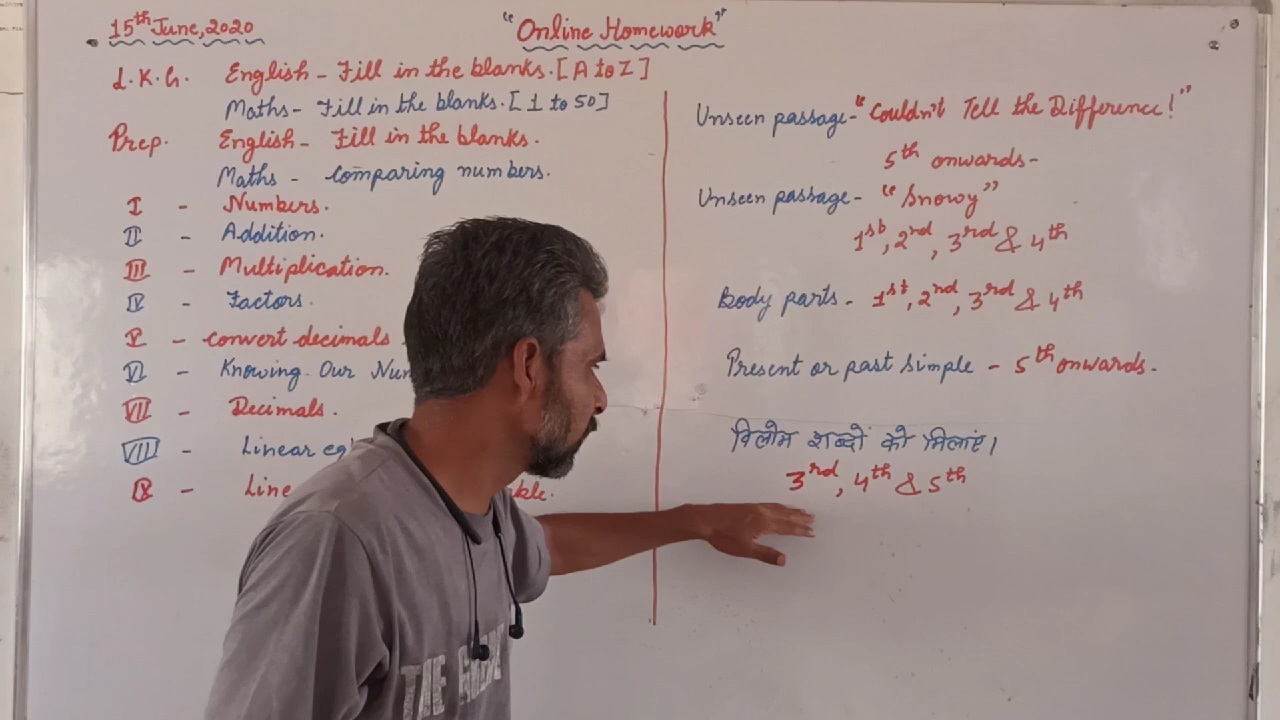 15th June, 2020
"Online Homework"
L.K.G. English - Fill in the blanks. [A to Z]
Maths - Fill in the blanks. [1 to 50]
Prep. English - Fill in the blanks.
Maths - comparing numbers.
I - Numbers.
II - Addition.
III - Multiplication.
IV - Factors.
V - convert decimals
VI - Knowing Our Num
VII - Decimals.
VIII - Linear eq
IX - Line
Unseen passage - "Couldn't Tell the Difference!"
5th onwards -
Unseen passage - "Snowy"
1st, 2nd, 3rd & 4th
Body parts - 1st, 2nd, 3rd & 4th
Present or past simple - 5th onwards.
विलोम शब्दों को मिलाएं।
3rd, 4th & 5th
THE